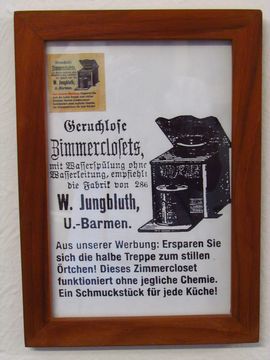 Geruchlose
Zimmerclosets,
mit Wasserspülung ohne
Wasserleitung, empfiehlt
die Fabrik von 286
W. Jungbluth,
U.-Barmen.
Aus unserer Werbung: Ersparen Sie
sich die halbe Treppe zum stillen
Örtchen! Dieses Zimmercloset
funktioniert ohne jegliche Chemie.
Ein Schmuckstück für jede Küche!